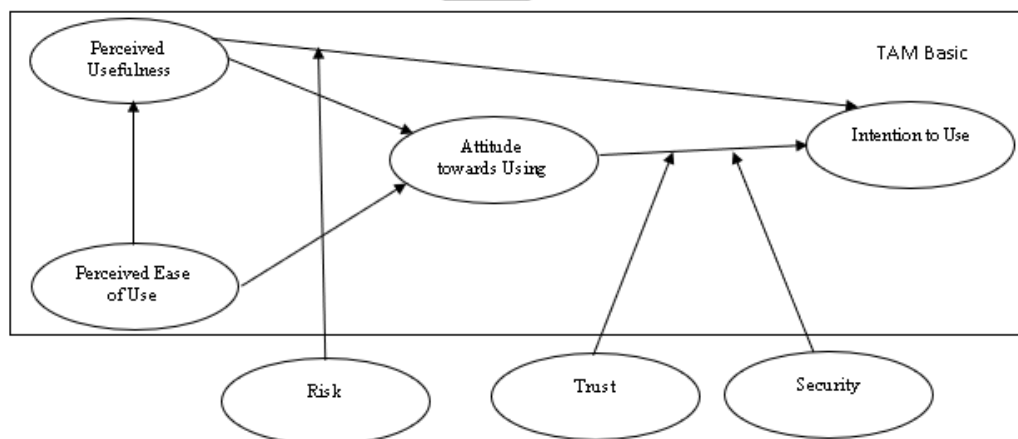 Perceived
Usefulness
TAM Basic
Attitude
towards Using
Intention to Use
Perceived Ease
of Use
Risk
Trust
Security